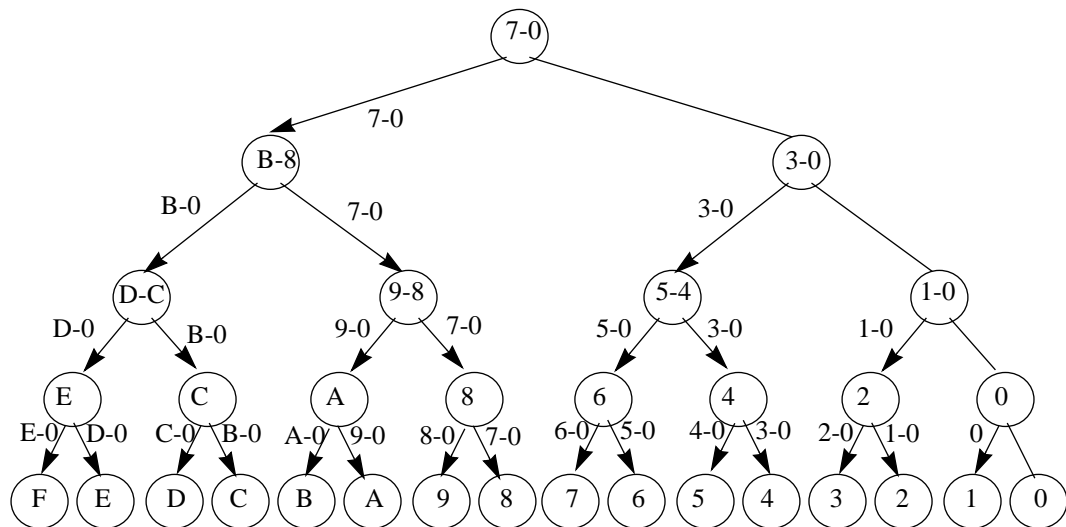 7-0
7-0
B-8 3-0
B-0 7-0 3-0
D-C 9-8 5-4 1-0
D-0 B-0 9-0 7-0 5-0 3-0 1-0
E C A 8 6 4 2 0
E-0 D-0 C-0 B-0 A-0 9-0 8-0 7-0 6-0 5-0 4-0 3-0 2-0 1-0 0
F E D C B A 9 8 7 6 5 4 3 2 1 0